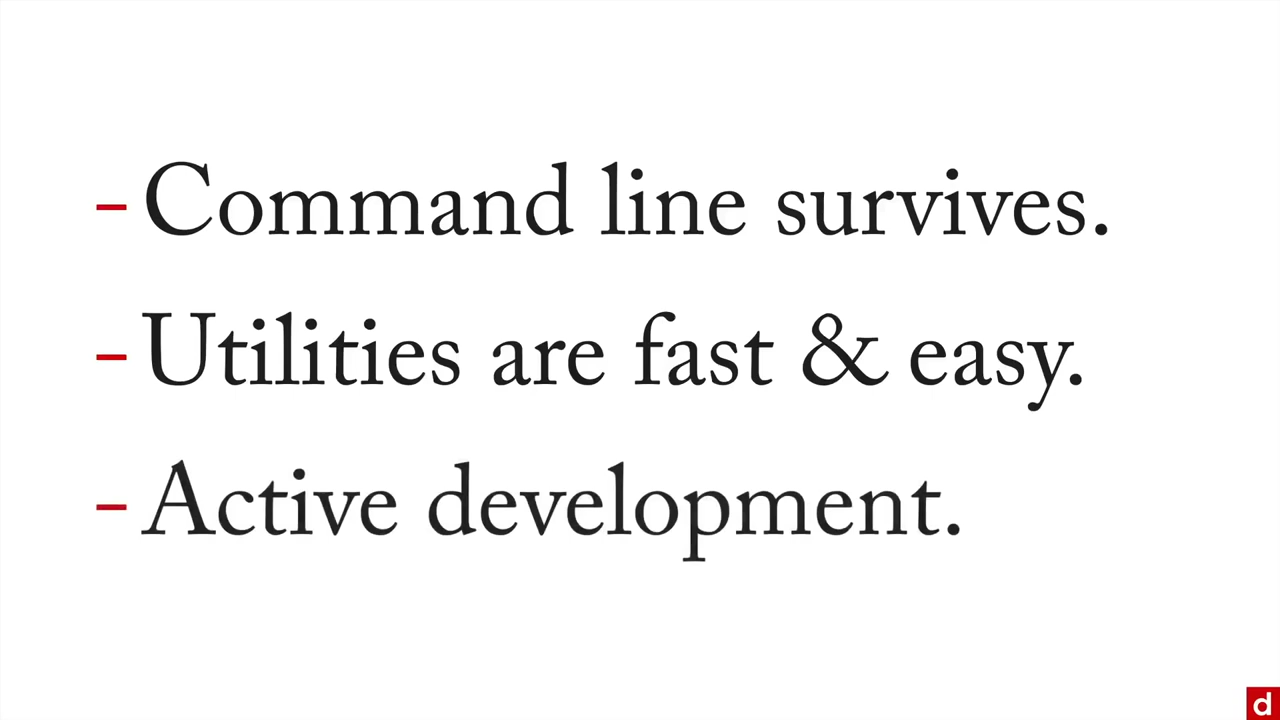 - Command line survives.
- Utilities are fast & easy.
- Active development.
d